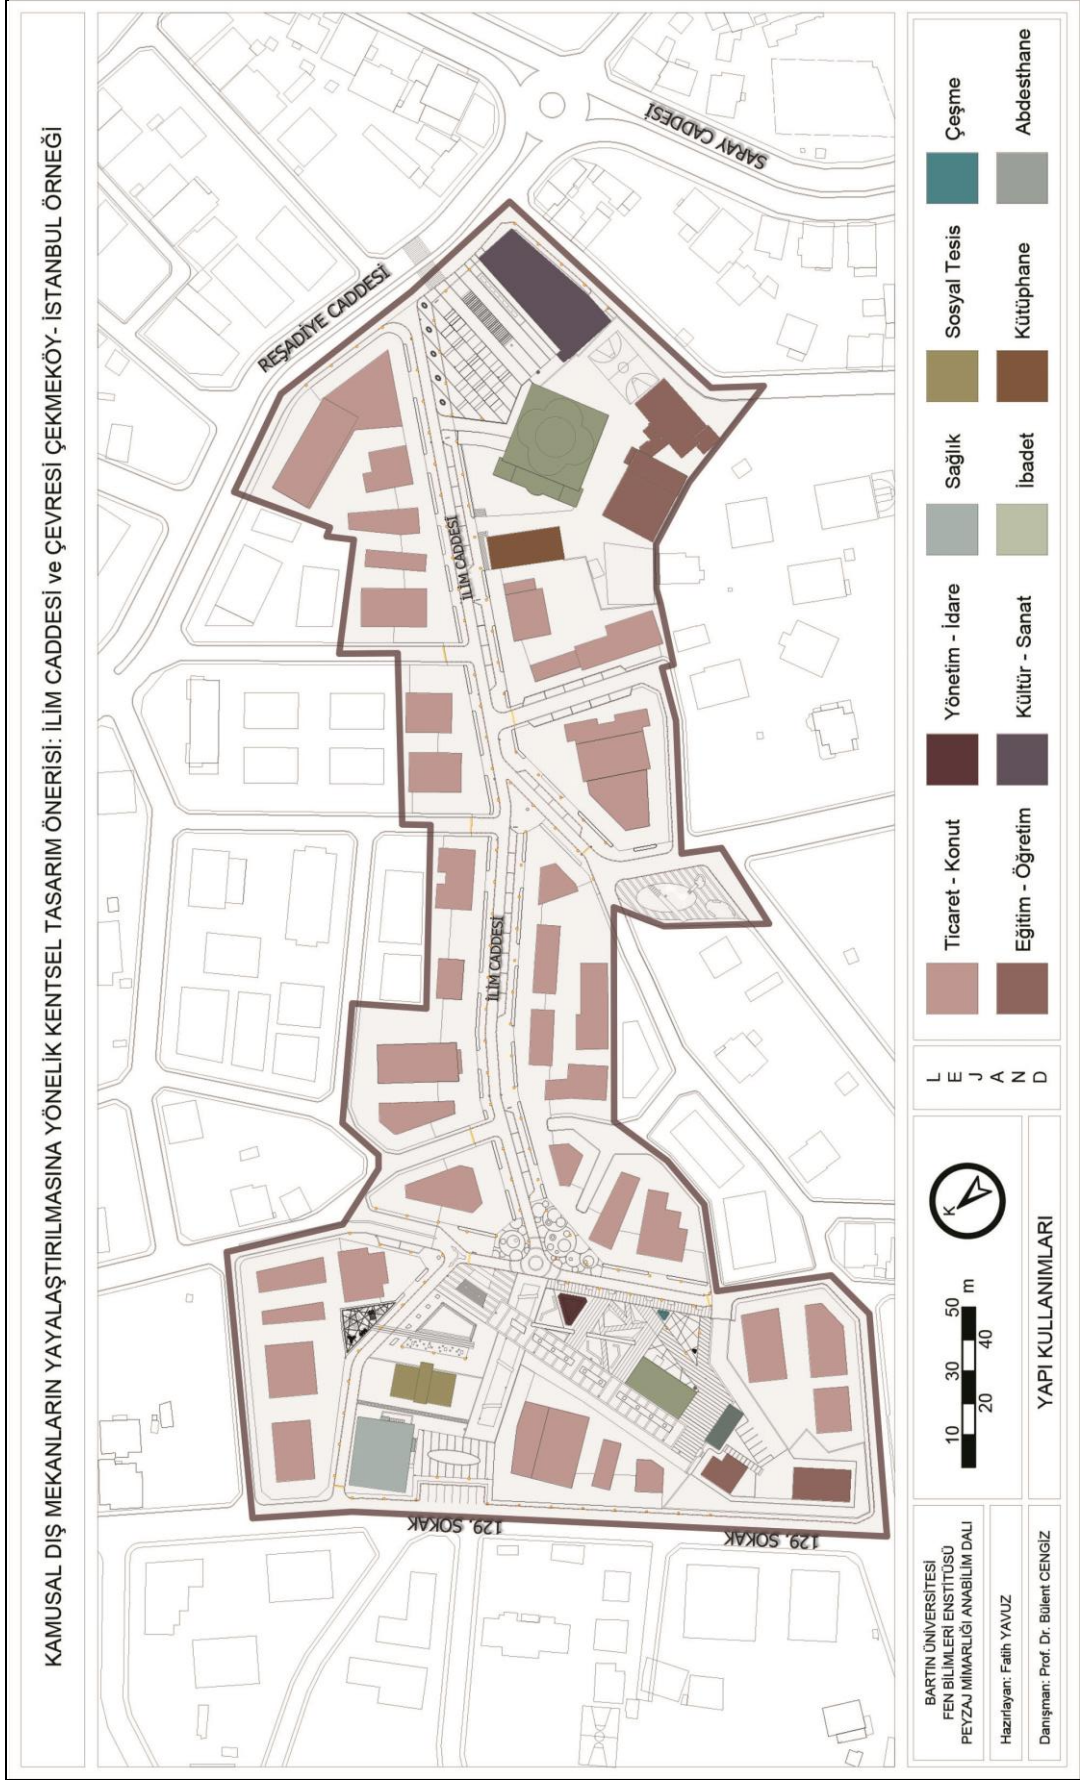 KAMUSAL DIŞ MEKANLARIN YAYALAŞTIRILMASINA YÖNELİK KENTSEL TASARIM ÖNERİSİ: İLİM CADDESİ ve ÇEVRESİ ÇEKMEKÖY- İSTANBUL ÖRNEĞİ
REŞADİYE CADDESİ
SARAY CADDESİ
İLİM CADDESİ
İLİM CADDESİ
129. SOKAK
129. SOKAK
BARTIN ÜNİVERSİTESİ
FEN BİLİMLERİ ENSTİTÜSÜ
PEYZAJ MİMARLIĞI ANABİLİM DALI
Hazırlayan: Fatih YAVUZ
Danışman: Prof. Dr. Bülent CENGİZ
10 30 50 m
20 40
K
YAPI KULLANIMLARI
L
E
J
A
N
D
Ticaret - Konut
Yönetim - İdare
Sağlık
Sosyal Tesis
Çeşme
Eğitim - Öğretim
Kültür - Sanat
İbadet
Kütüphane
Abdesthane